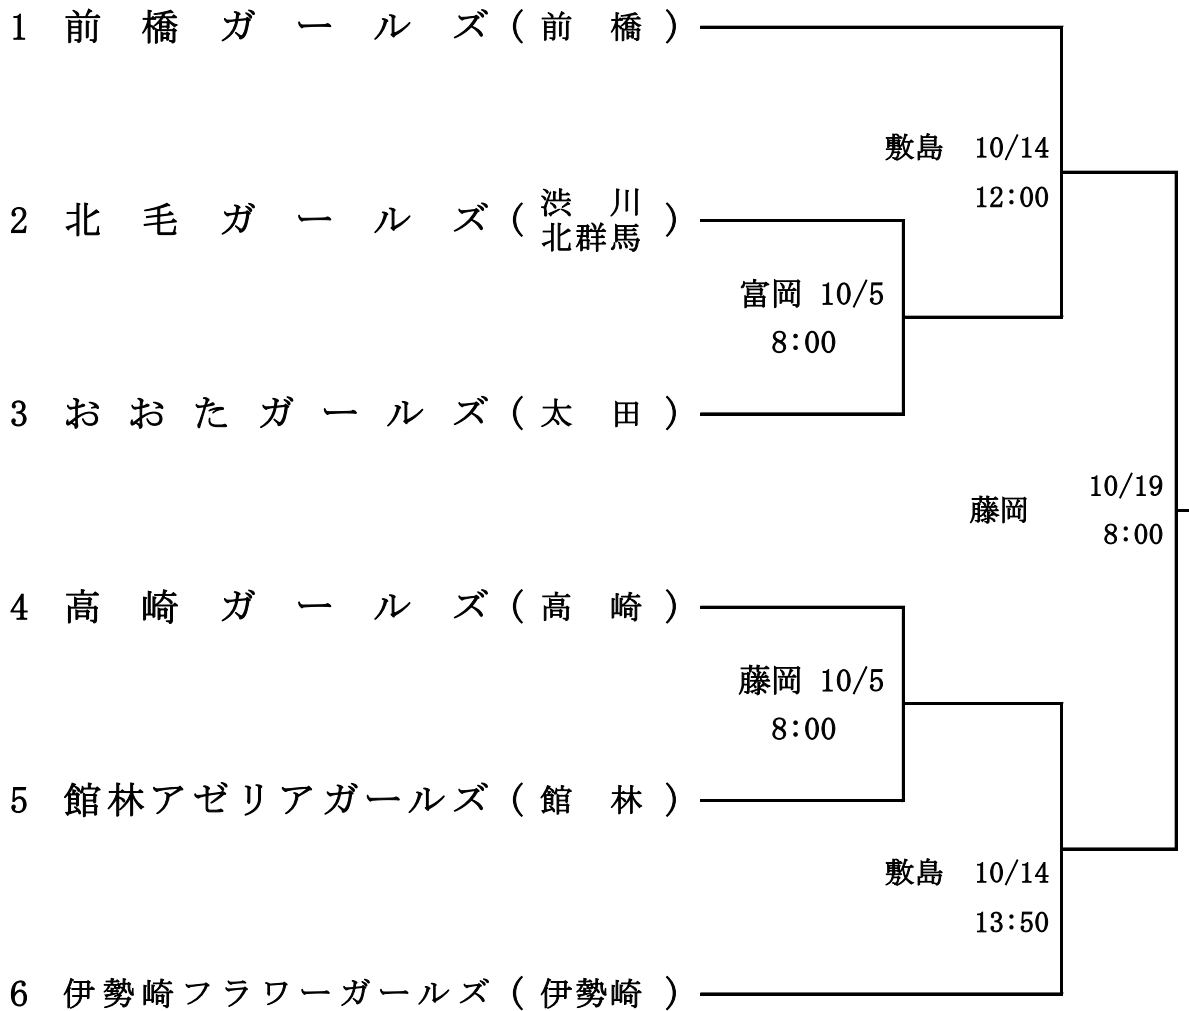 1 前橋ガールズ(前橋)
敷島 10/14
12:00
2 北毛ガールズ(渋川
北群馬)
富岡 10/5
8:00
3 おおたガールズ(太田)
藤岡 10/19
8:00
4 高崎ガールズ(高崎)
藤岡 10/5
8:00
5 館林アゼリアガールズ(館林)
敷島 10/14
13:50
6 伊勢崎フラワーガールズ(伊勢崎)